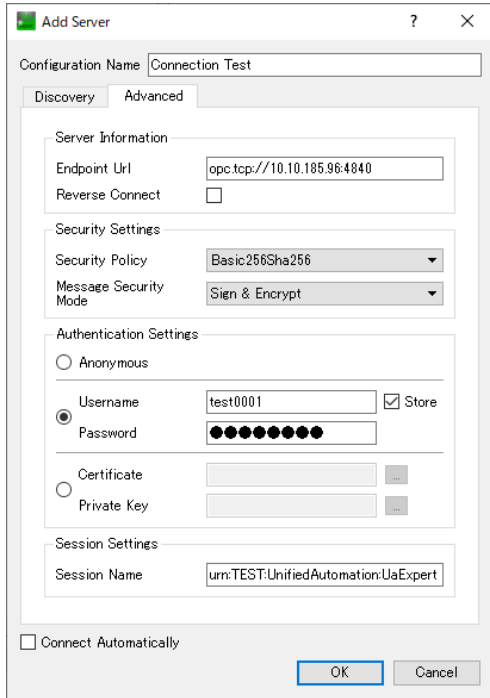 Add Server
?
Configuration Name Connection Test
Discovery Advanced
Server Information
Endpoint Url opc.tcp://10.10.185.96:4840
Reverse Connect
Security Settings
Security Policy Basic256Sha256
Message Security
Mode
Sign & Encrypt
Authentication Settings
Anonymous
Username test0001 Store
Password ●●●●●●●●
Certificate ...
Private Key ...
Session Settings
Session Name urn:TEST:UnifiedAutomation:UaExpert
Connect Automatically
OK Cancel